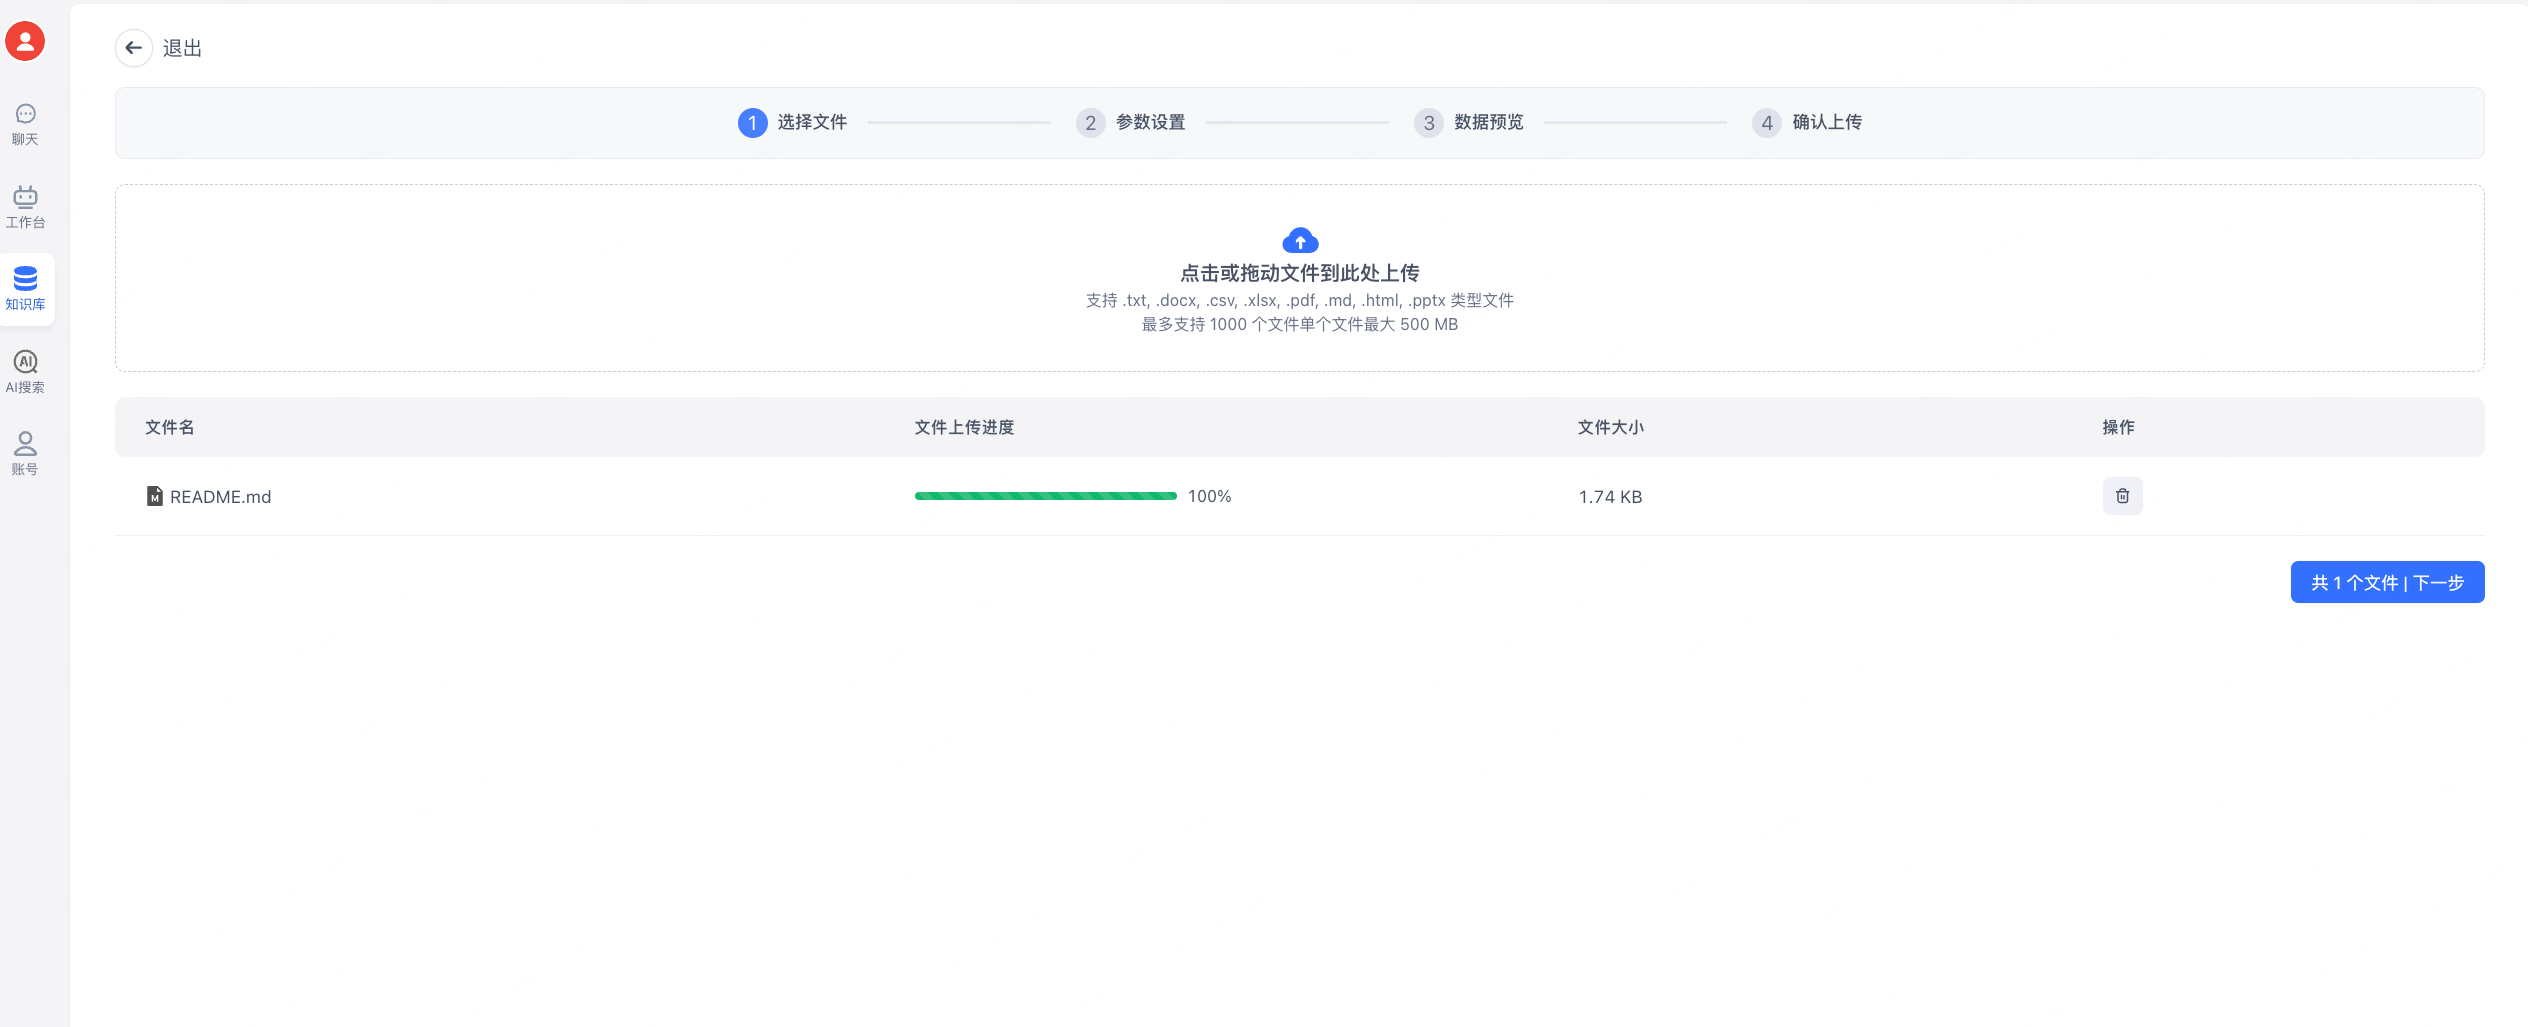 退出
聊天
工作台
知识库
AI
AI搜索
账号
1 选择文件
2 参数设置
3 数据预览
4 确认上传
点击或拖动文件到此处上传
支持 .txt, .docx, .csv, .xlsx, .pdf, .md, .html, .pptx 类型文件
最多支持 1000 个文件单个文件最大 500 MB
文件名 文件上传进度 文件大小 操作
M README.md 100% 1.74 KB
共 1 个文件 | 下一步